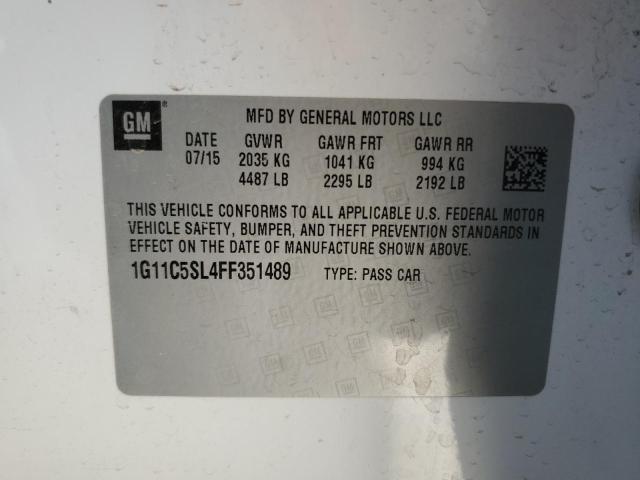 GM ®
MFD BY GENERAL MOTORS LLC
DATE GVWR GAWR FRT GAWR RR
07/15 2035 KG 1041 KG 994 KG
4487 LB 2295 LB 2192 LB
THIS VEHICLE CONFORMS TO ALL APPLICABLE U.S. FEDERAL MOTOR
VEHICLE SAFETY, BUMPER, AND THEFT PREVENTION STANDARDS IN
EFFECT ON THE DATE OF MANUFACTURE SHOWN ABOVE.
1G11C5SL4FF351489 TYPE: PASS CAR